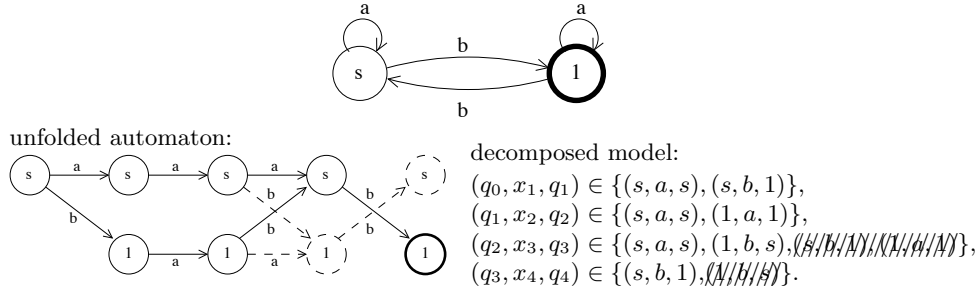 a a
s b 1
b
unfolded automaton:
s a s a s a s b s
b b b b
1 a 1 a 1 1
decomposed model:
(q₀, x₁, q₁) ∈ {(s, a, s), (s, b, 1)},
(q₁, x₂, q₂) ∈ {(s, a, s), (1, a, 1)},
(q₂, x₃, q₃) ∈ {(s, a, s), (1, b, s), (s, b, 1), (1, a, 1)},
(q₃, x₄, q₄) ∈ {(s, b, 1), (1, b, s)}.